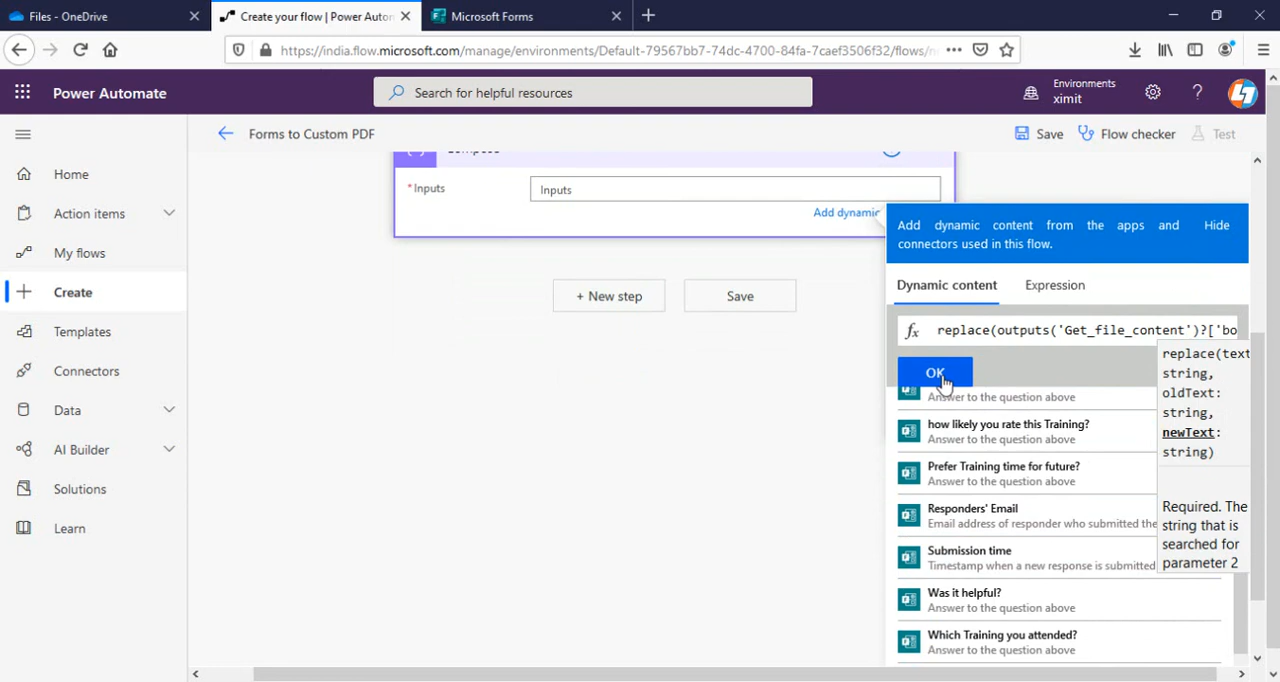 Files - OneDrive
Create your flow | Power Auton
Microsoft Forms
https://india.flow.microsoft.com/manage/environments/Default-79567bb7-74dc-4700-84fa-7caef3506f32/flows/n
Power Automate
Search for helpful resources
Environments
ximit
Forms to Custom PDF
Save
Flow checker
Test
Home
Action items
My flows
Create
Templates
Connectors
Data
AI Builder
Solutions
Learn
Compose
* Inputs
Inputs
Add dynamic
+ New step
Save
Add dynamic content from the apps and
connectors used in this flow.
Hide
Dynamic content
Expression
fx
replace(outputs('Get_file_content')?['bo
OK
Answer to the question above
how likely you rate this Training?
Answer to the question above
Prefer Training time for future?
Answer to the question above
Responders' Email
Email address of responder who submitted the
Submission time
Timestamp when a new response is submitted
Was it helpful?
Answer to the question above
Which Training you attended?
Answer to the question above
replace(text
string,
oldText:
string,
newText:
string)
Required. The
string that is
searched for
parameter 2